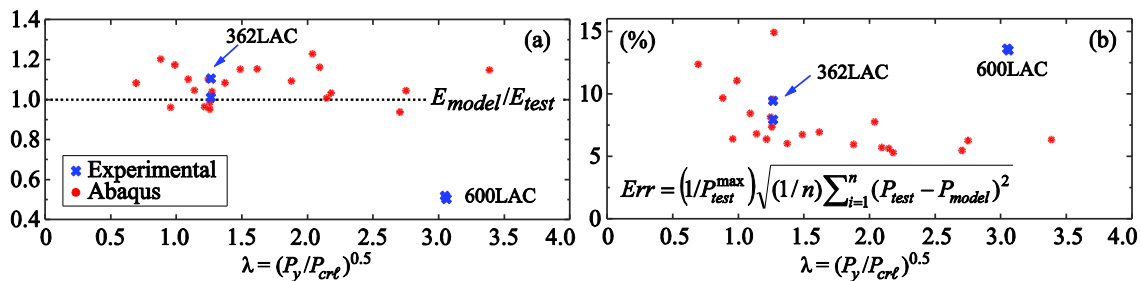 1.4
(a)
362LAC
1.2
1.0
E_model/E_test
0.8
Experimental
Abaqus
0.6
600LAC
0.4
0 0.5 1.0 1.5 2.0 2.5 3.0 3.5 4.0
λ = (P_y/P_crℓ)^0.5
15
(%)
(b)
600LAC
362LAC
10
5
Err = (1/P_test^max)√((1/n)∑_{i=1}^n (P_test − P_model)^2)
0
0 0.5 1.0 1.5 2.0 2.5 3.0 3.5 4.0
λ = (P_y/P_crℓ)^0.5